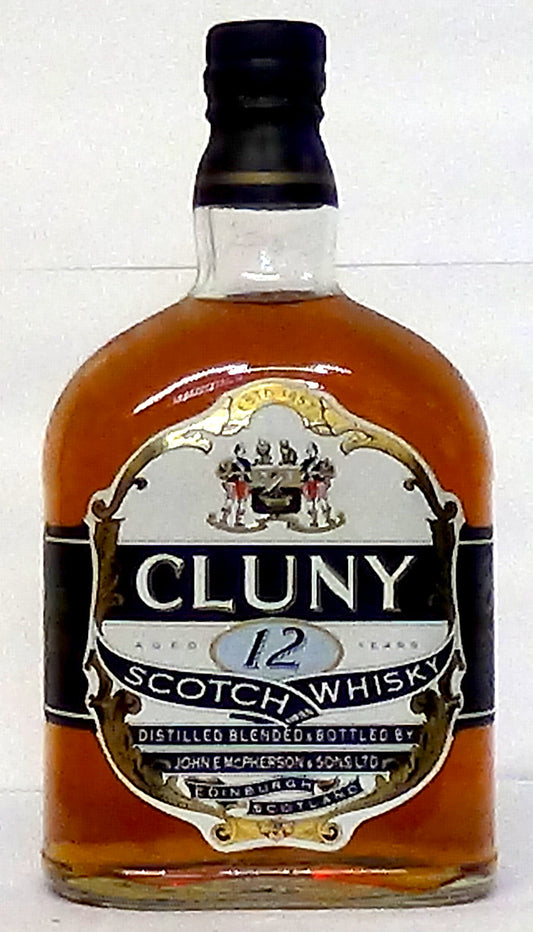 CLUNY
AGED 12 YEARS
SCOTCH WHISKY
DISTILLED BLENDED & BOTTLED BY
JOHN E McPHERSON & SONS LTD
EDINBURGH
SCOTLAND